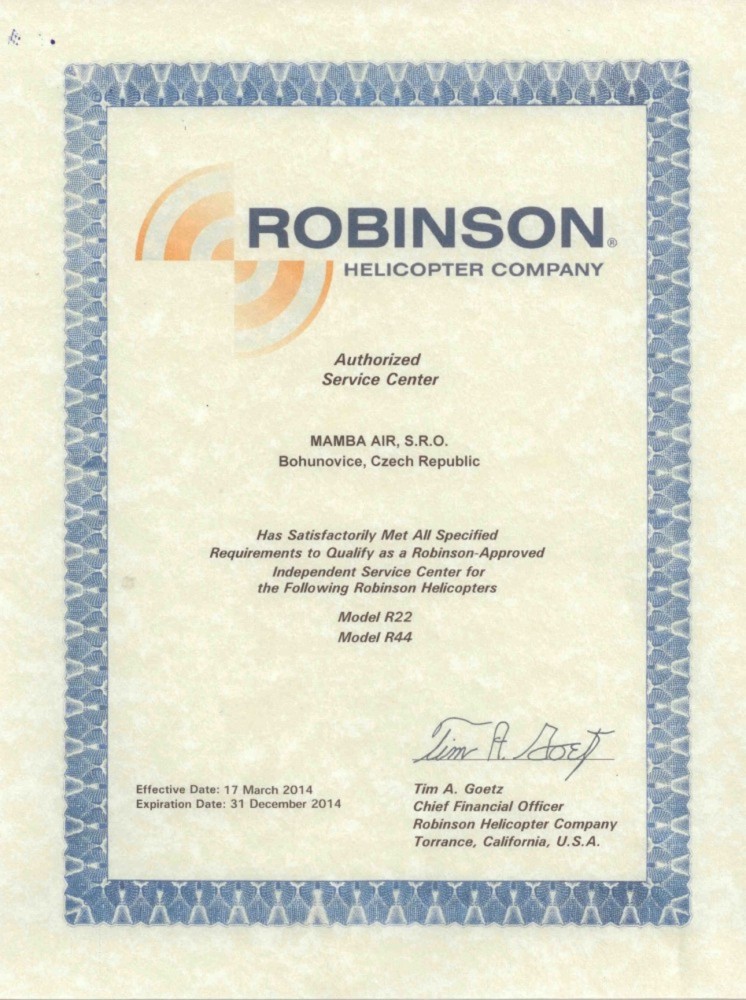 ROBINSON®
HELICOPTER COMPANY
Authorized
Service Center
MAMBA AIR, S.R.O.
Bohunovice, Czech Republic
Has Satisfactorily Met All Specified
Requirements to Qualify as a Robinson-Approved
Independent Service Center for
the Following Robinson Helicopters
Model R22
Model R44
Tim A. Goetz
Effective Date: 17 March 2014
Expiration Date: 31 December 2014
Tim A. Goetz
Chief Financial Officer
Robinson Helicopter Company
Torrance, California, U.S.A.